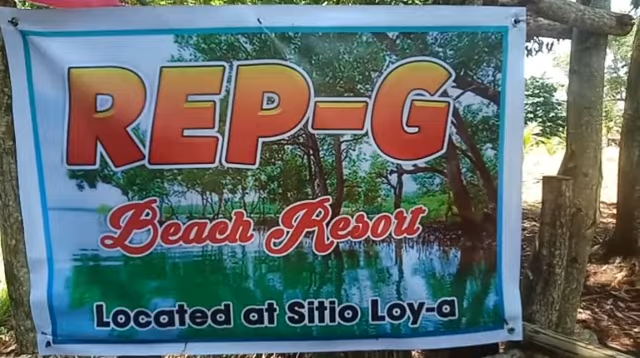 REP-G
Beach Resort
Located at Sitio Loy-a